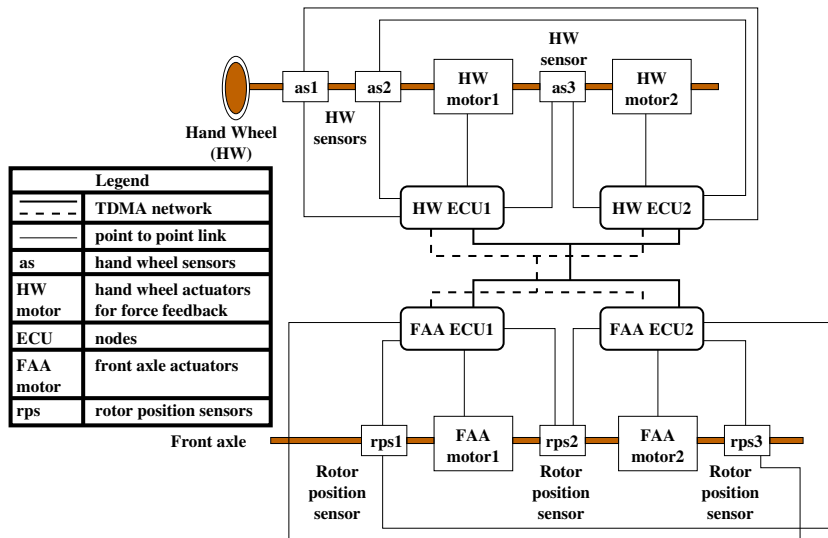 HW
sensor
as1
as2
HW
motor1
as3
HW
motor2
Hand Wheel
(HW)
HW
sensors
Legend
TDMA network
point to point link
as hand wheel sensors
HW motor hand wheel actuators
for force feedback
ECU nodes
FAA motor front axle actuators
rps rotor position sensors
HW ECU1
HW ECU2
FAA ECU1
FAA ECU2
Front axle
rps1
FAA
motor1
rps2
FAA
motor2
rps3
Rotor
position
sensor
Rotor
position
sensor
Rotor
position
sensor